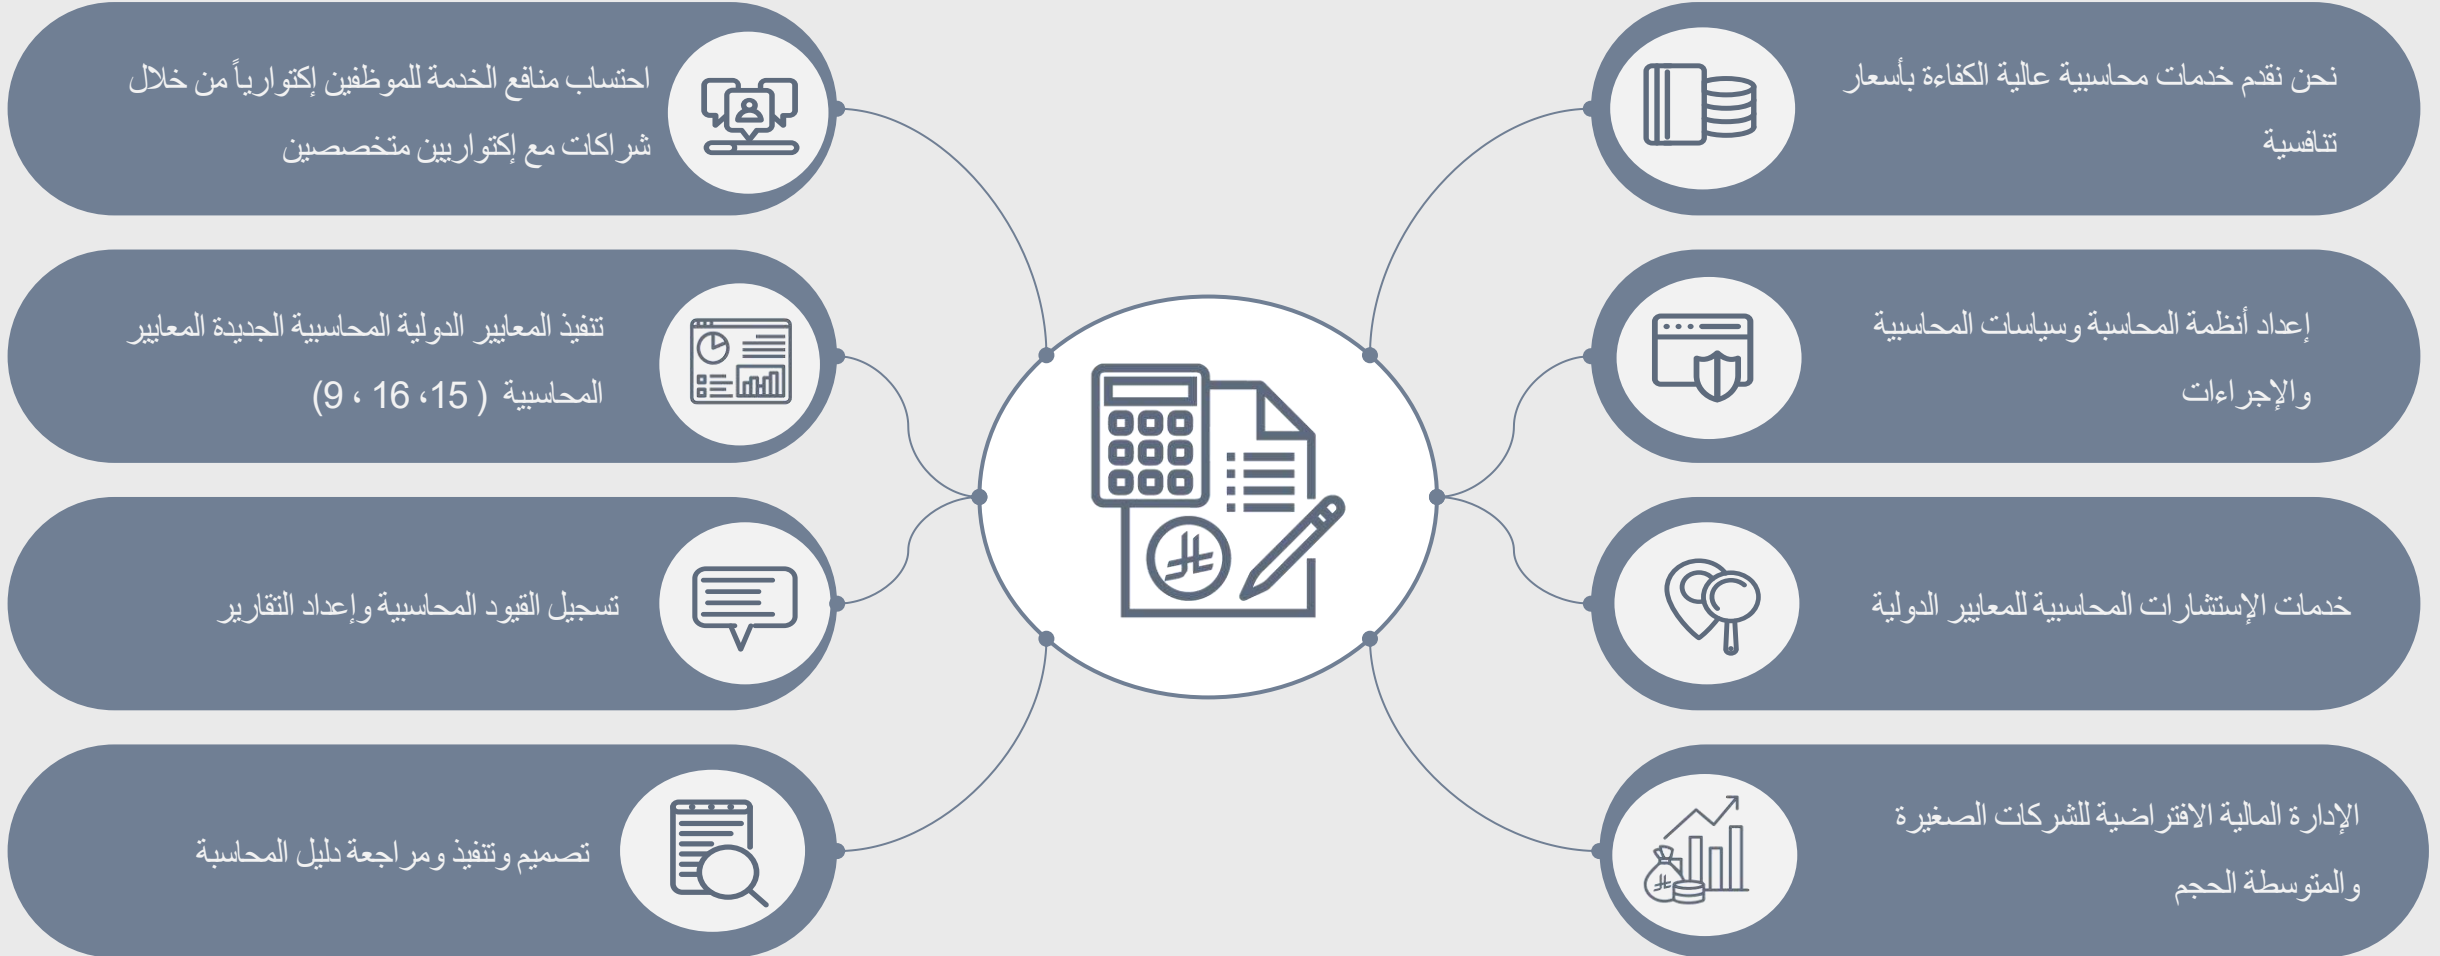 نحن نقدم خدمات محاسبية عالية الكفاءة بأسعار
تنافسية
إعداد أنظمة المحاسبة وسياسات المحاسبية
والإجراءات
خدمات الإستشارات المحاسبية للمعايير الدولية
الإدارة المالية الافتراضية للشركات الصغيرة
والمتوسطة الحجم
احتساب منافع الخدمة للموظفين إكتوارياً من خلال
شراكات مع إكتواريين متخصصين
تنفيذ المعايير الدولية المحاسبية الجديدة المعايير
المحاسبية ( 15، 16 ، 9)
تسجيل القيود المحاسبية وإعداد التقارير
تصميم وتنفيذ ومراجعة دليل المحاسبة